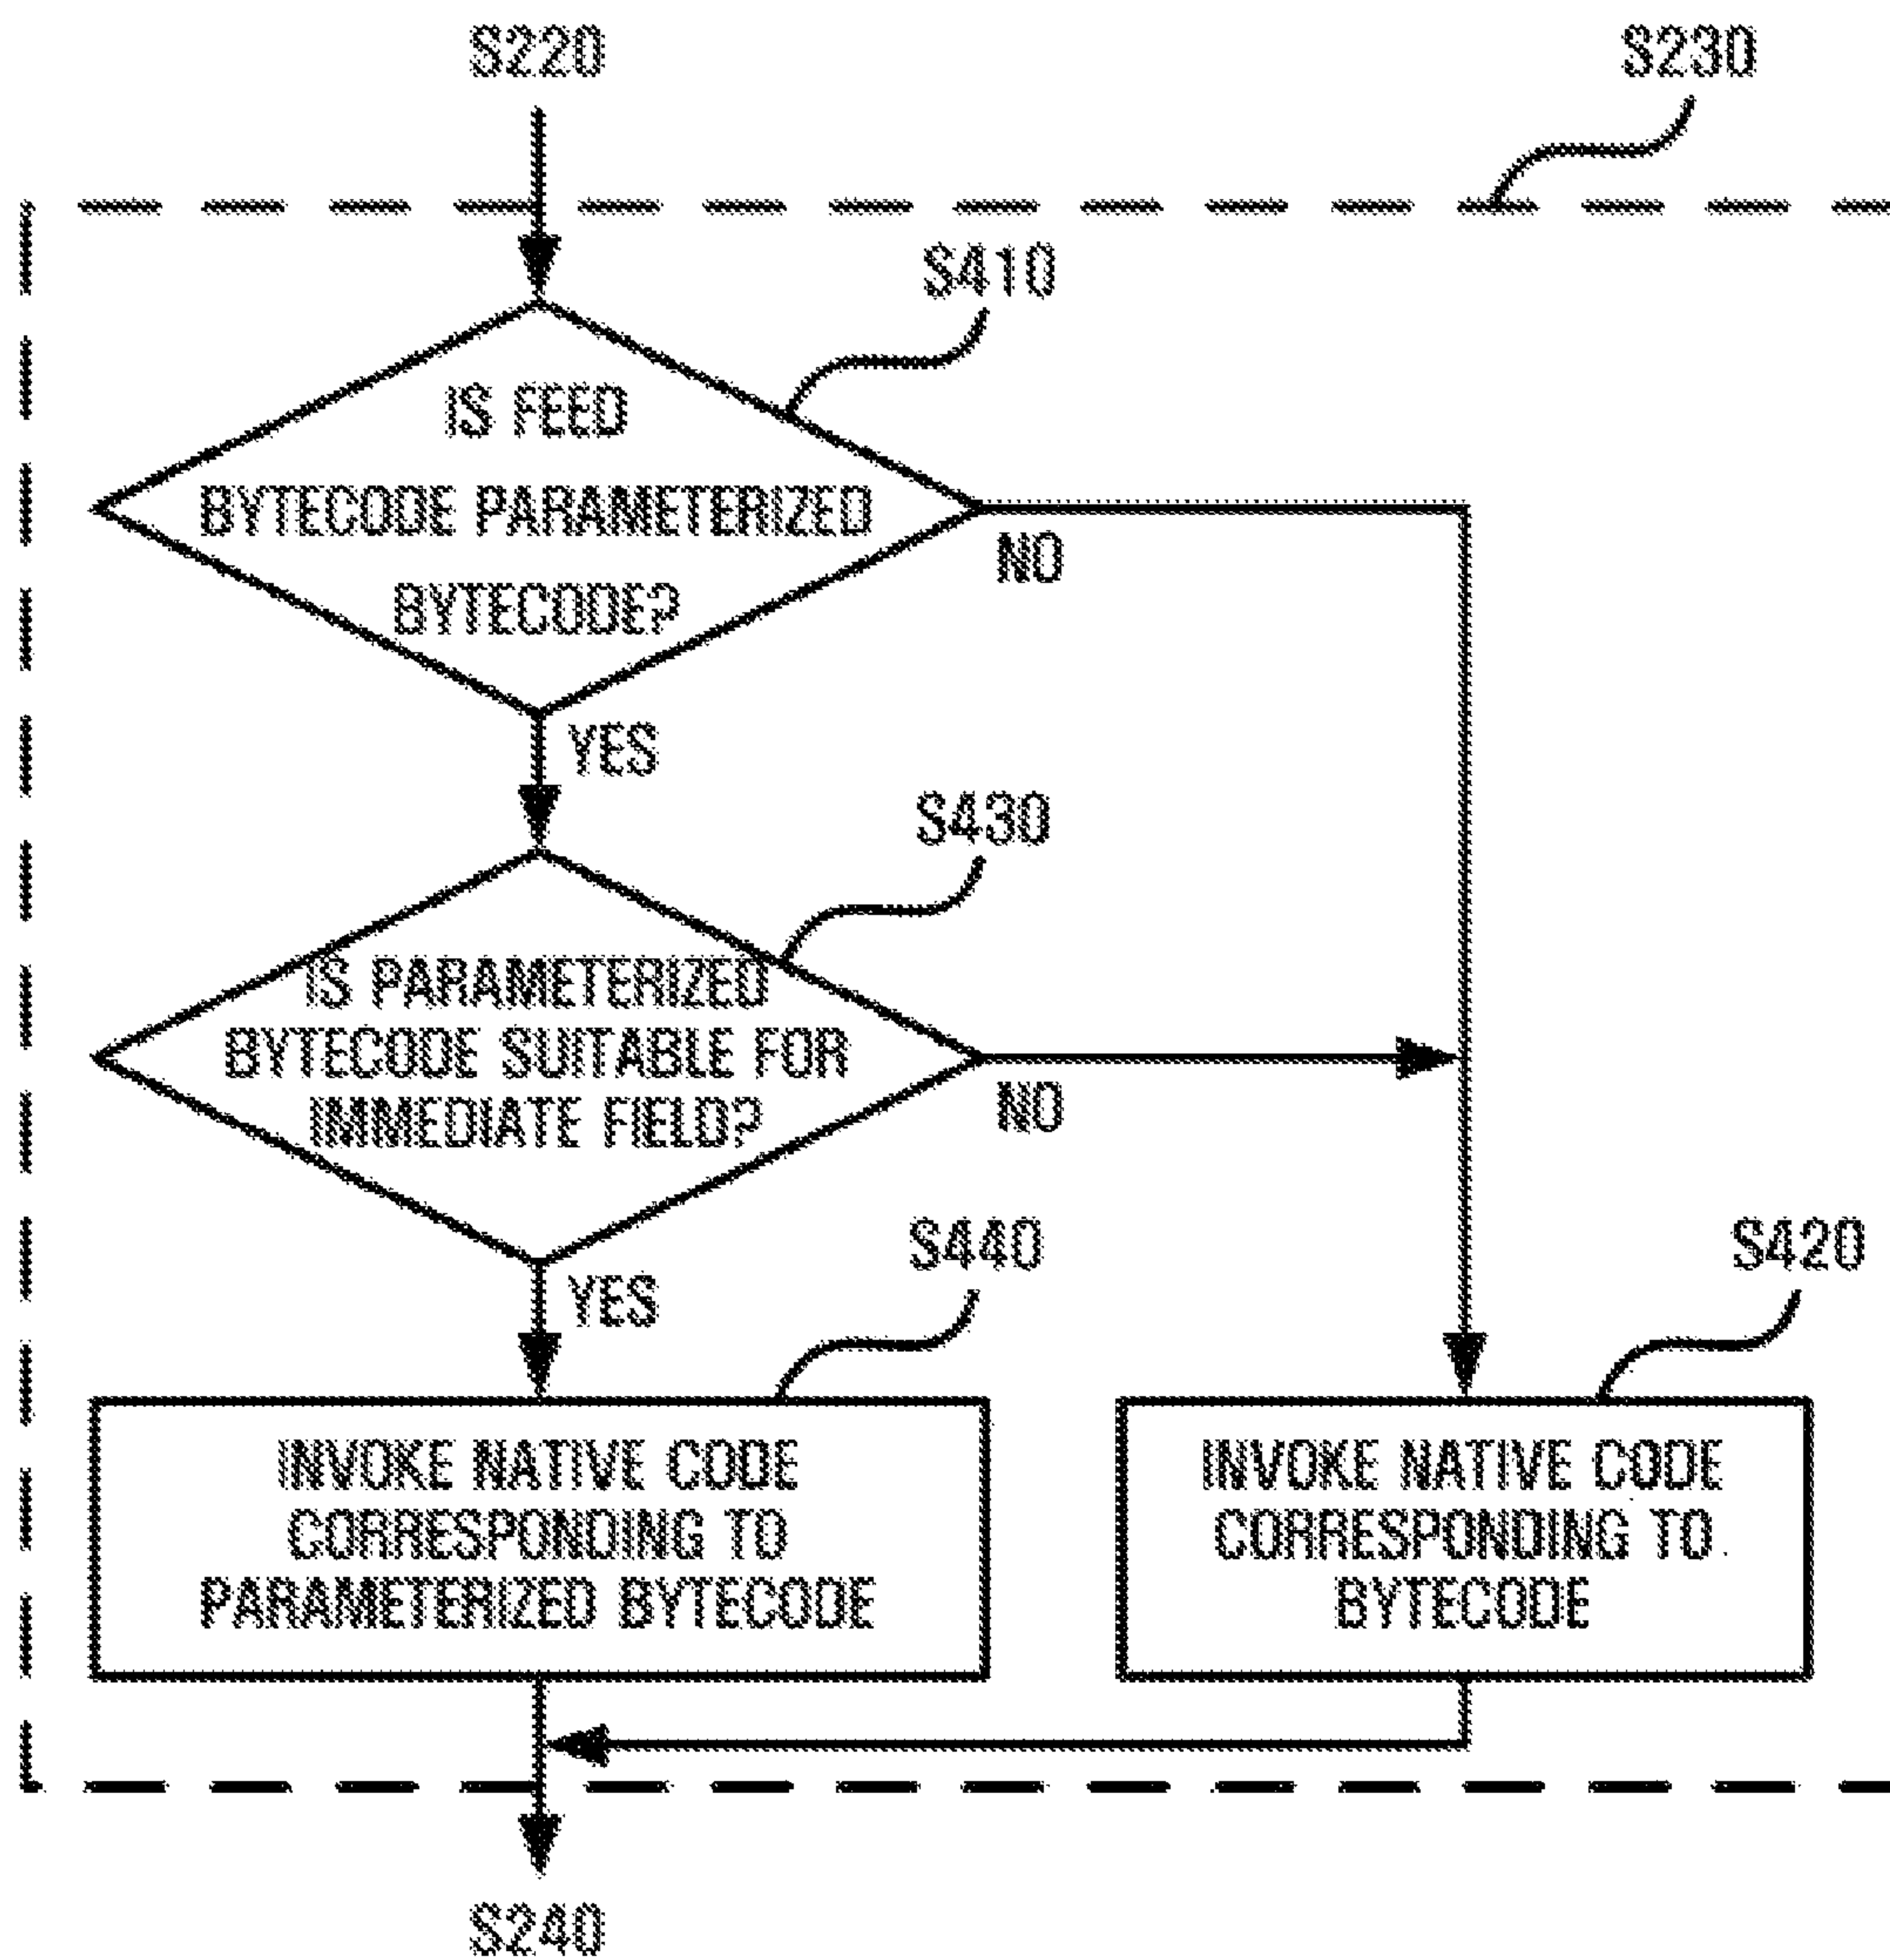 S220
S230
S410
IS FEED
BYTECODE PARAMETERIZED
BYTECODE?
NO
YES
S430
IS PARAMETERIZED
BYTECODE SUITABLE FOR
IMMEDIATE FIELD?
NO
YES
S440
S420
INVOKE NATIVE CODE
CORRESPONDING TO
PARAMETERIZED BYTECODE
INVOKE NATIVE CODE
CORRESPONDING TO
BYTECODE
S240